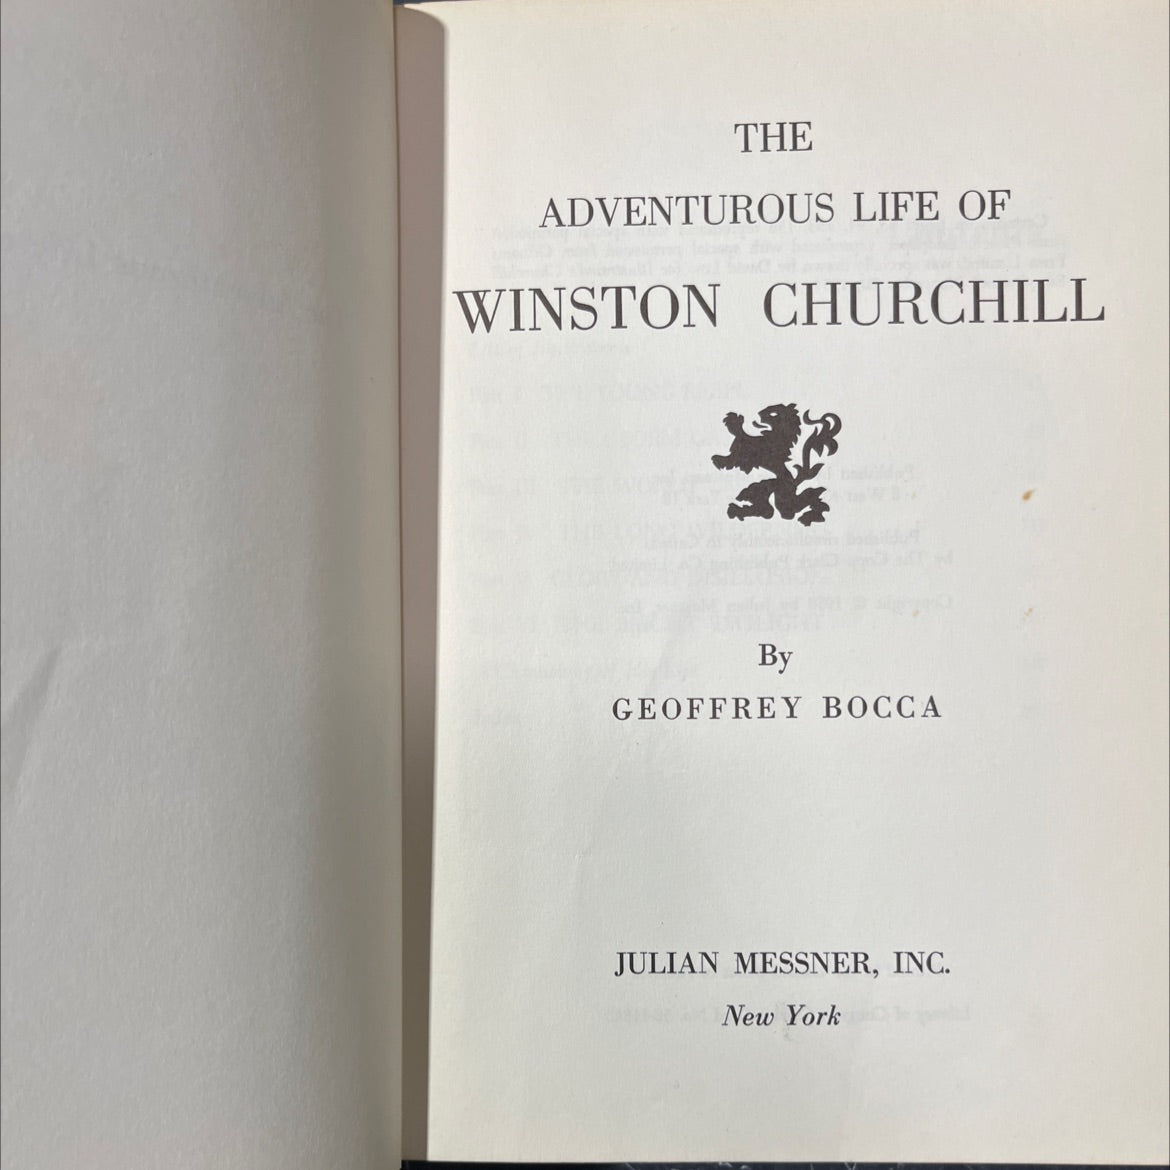 THE
ADVENTUROUS LIFE OF
WINSTON CHURCHILL
By
GEOFFREY BOCCA
JULIAN MESSNER, INC.
New York